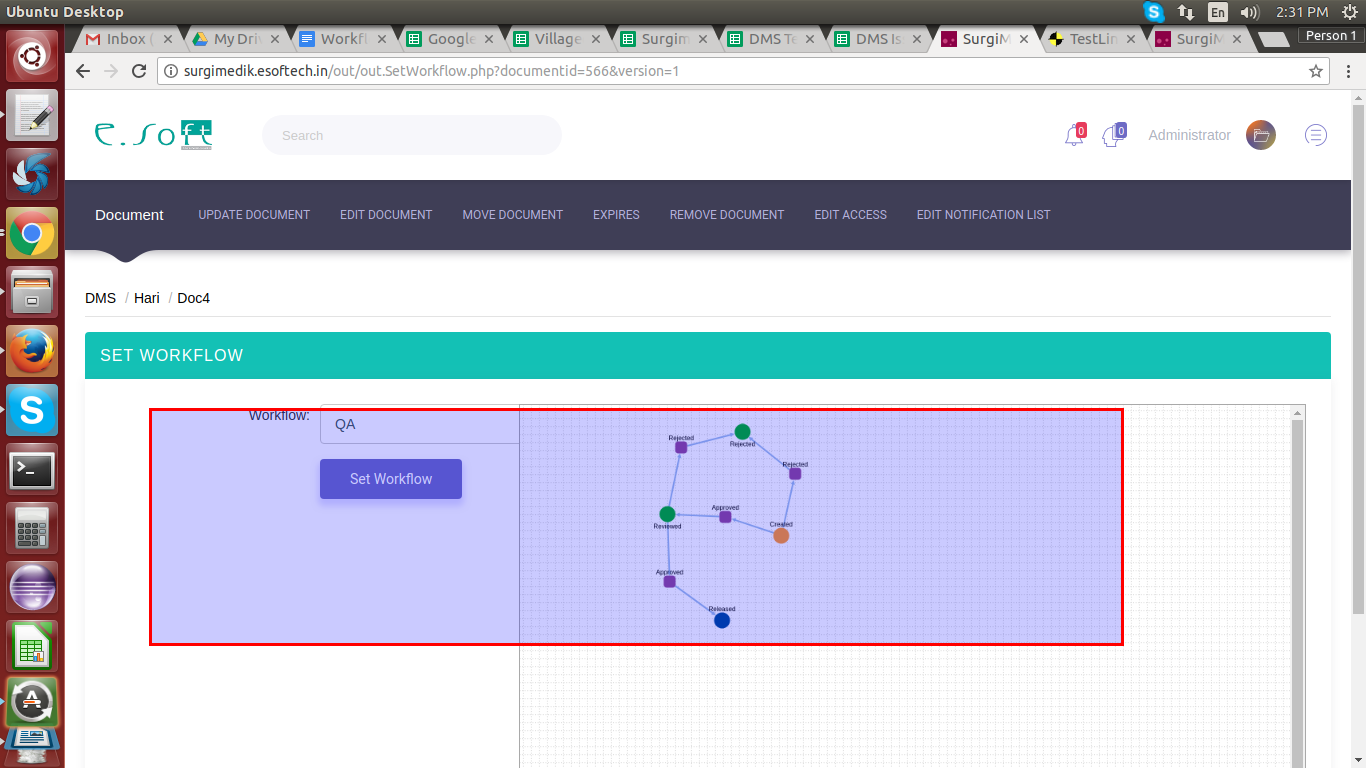 Ubuntu Desktop
En
2:31 PM
Inbox (
My Driv
Workfl
Google
Village
Surgim
DMS Te
DMS Is
SurgiM
TestLin
SurgiM
Person 1
surgimedik.esoftech.in/out/out.SetWorkflow.php?documentid=566&version=1
e.soft
Search
0
0
Administrator
Document
UPDATE DOCUMENT
EDIT DOCUMENT
MOVE DOCUMENT
EXPIRES
REMOVE DOCUMENT
EDIT ACCESS
EDIT NOTIFICATION LIST
DMS / Hari / Doc4
SET WORKFLOW
Workflow:
QA
Set Workflow
Rejected
Rejected
Rejected
Approved
Reviewed
Created
Approved
Released